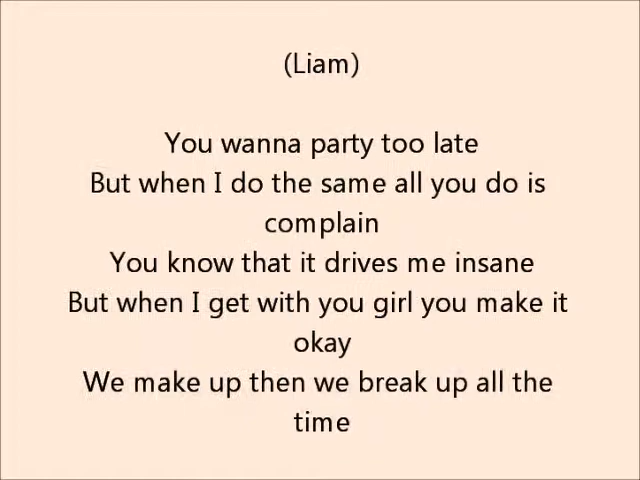 (Liam)
You wanna party too late
But when I do the same all you do is
complain
You know that it drives me insane
But when I get with you girl you make it
okay
We make up then we break up all the
time